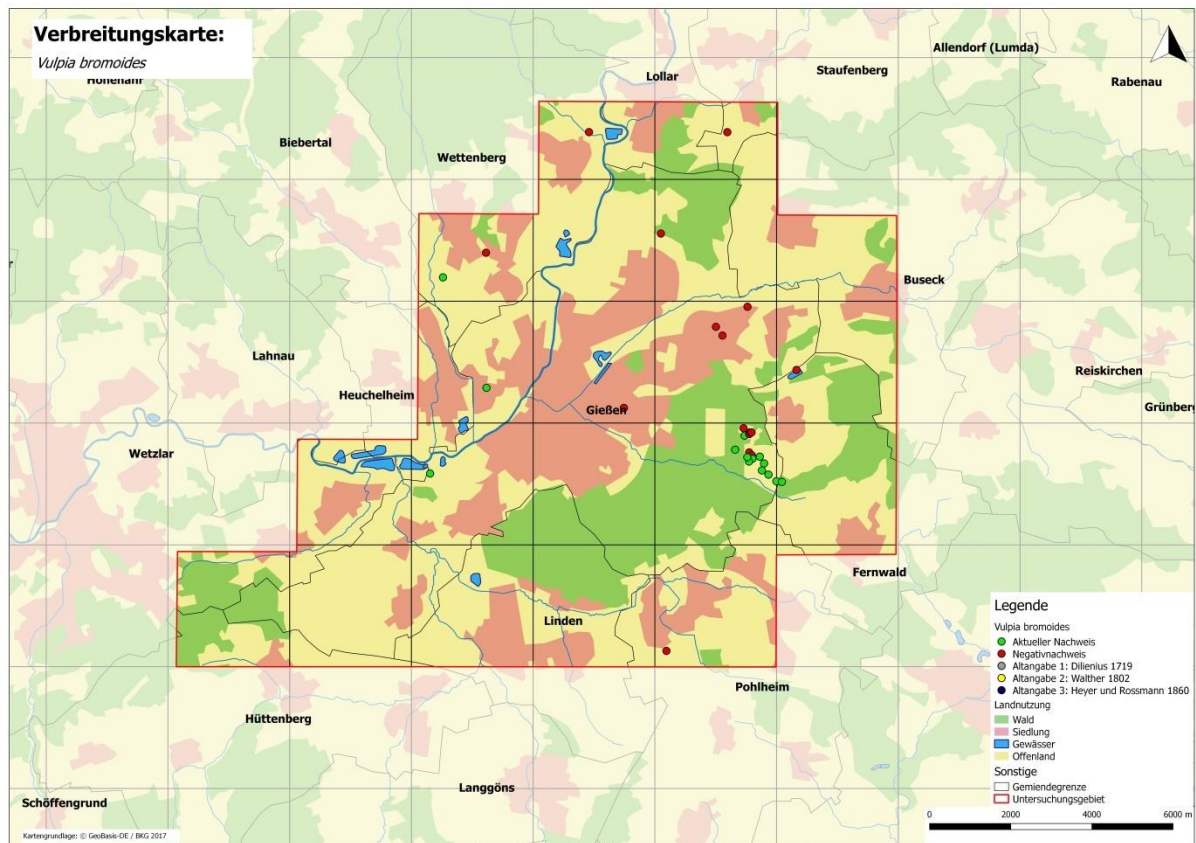 Verbreitungskarte:
Vulpia bromoides
Hohenahr
Lollar
Allendorf (Lumda)
Staufenberg
Rabenau
Biebertal
Wettenberg
Buseck
Lahnau
Heuchelheim
Reiskirchen
Gießen
Grünberg
Wetzlar
Fernwald
Linden
Pohlheim
Hüttenberg
Langgöns
Schöffengrund
Legende
Vulpia bromoides
Aktueller Nachweis
Negativnachweis
Altangabe 1: Dilienius 1719
Altangabe 2: Walther 1802
Altangabe 3: Heyer und Rossmann 1860
Landnutzung
Wald
Siedlung
Gewässer
Offenland
Sonstige
Gemiendegrenze
Untersuchungsgebiet
0 2000 4000 6000 m
Kartengrundlage: © GeoBasis-DE / BKG 2017